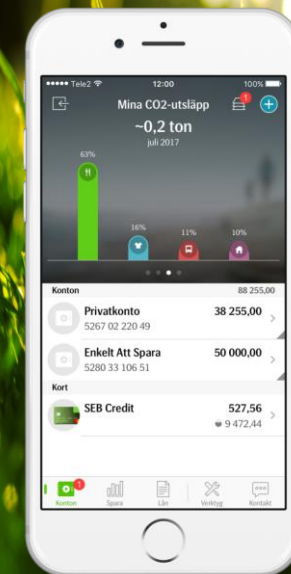 Tele2 12:00 100%
1
Mina CO2-utsläpp
~0,2 ton
juli 2017
63%
16% 11% 10%
Konton 88 255,00
Privatkonto 38 255,00
5267 02 220 49
Enkelt Att Spara 50 000,00
5280 33 106 51
Kort
SEB Credit 527,56
9 472,44
1
Konton Spara Lån Verktyg Kontakt